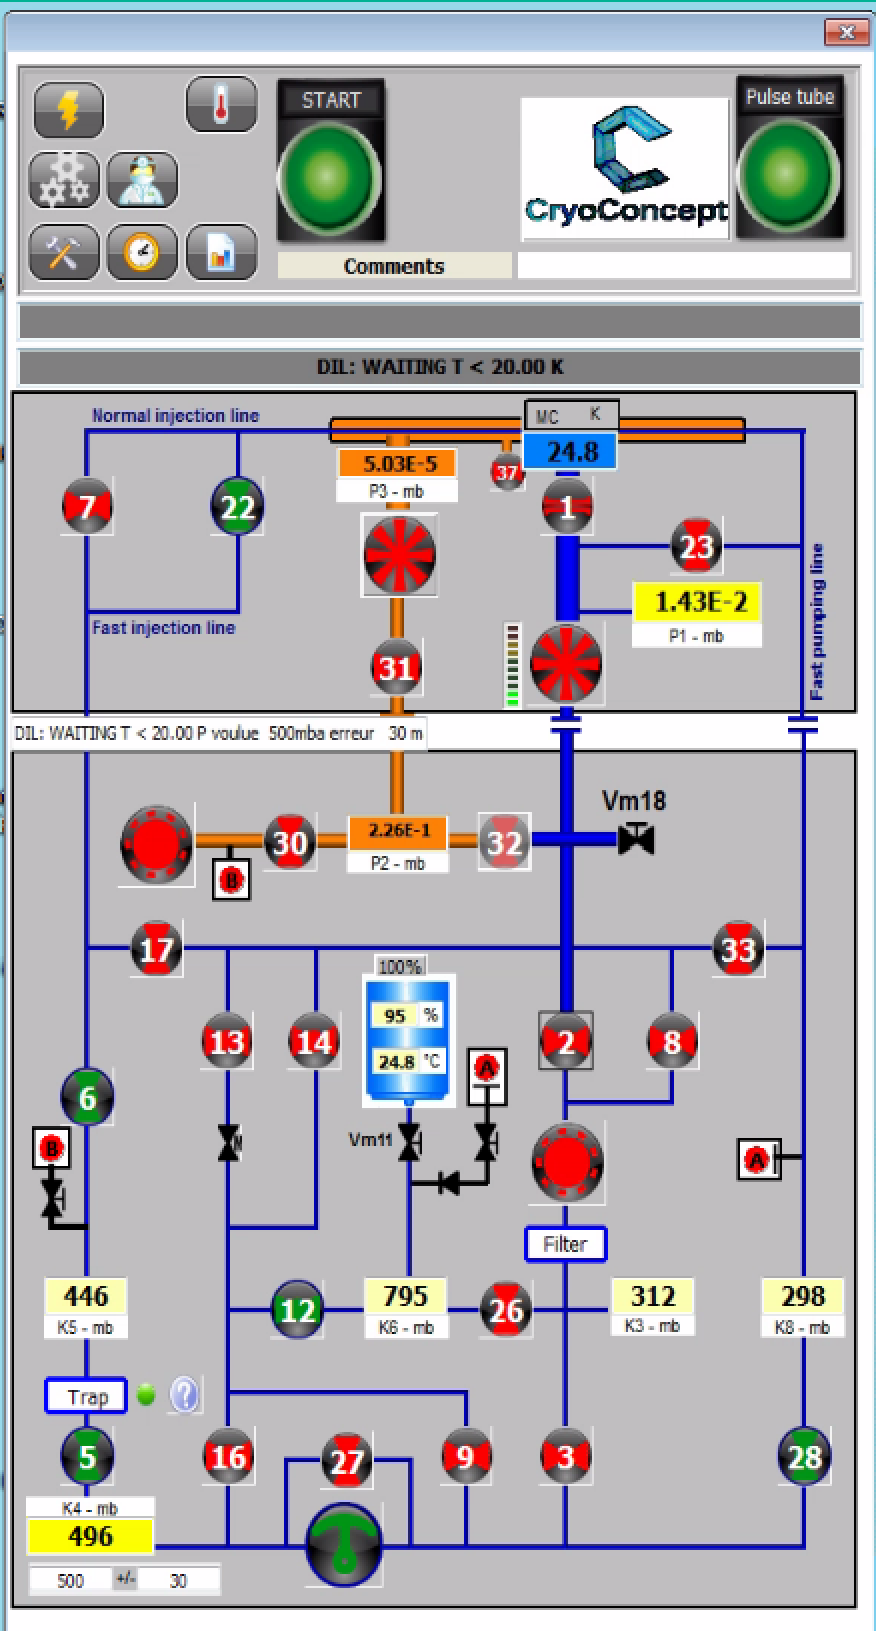 START
Pulse tube
CryoConcept
Comments
DIL: WAITING T < 20.00 K
Normal injection line
MC K
24.8
5.03E-5
P3 - mb
37
7
22
1
23
1.43E-2
P1 - mb
Fast injection line
Fast pumping line
31
DIL: WAITING T < 20.00 P voulue 500mba erreur 30 m
Vm18
30
2.26E-1
P2 - mb
32
B
17
33
100%
95 %
24.8 °C
13
14
2
8
A
6
Vm11
B
A
Filter
446
K5 - mb
12
795
K6 - mb
26
312
K3 - mb
298
K8 - mb
Trap
?
5
16
27
9
3
28
K4 - mb
496
500 +/- 30